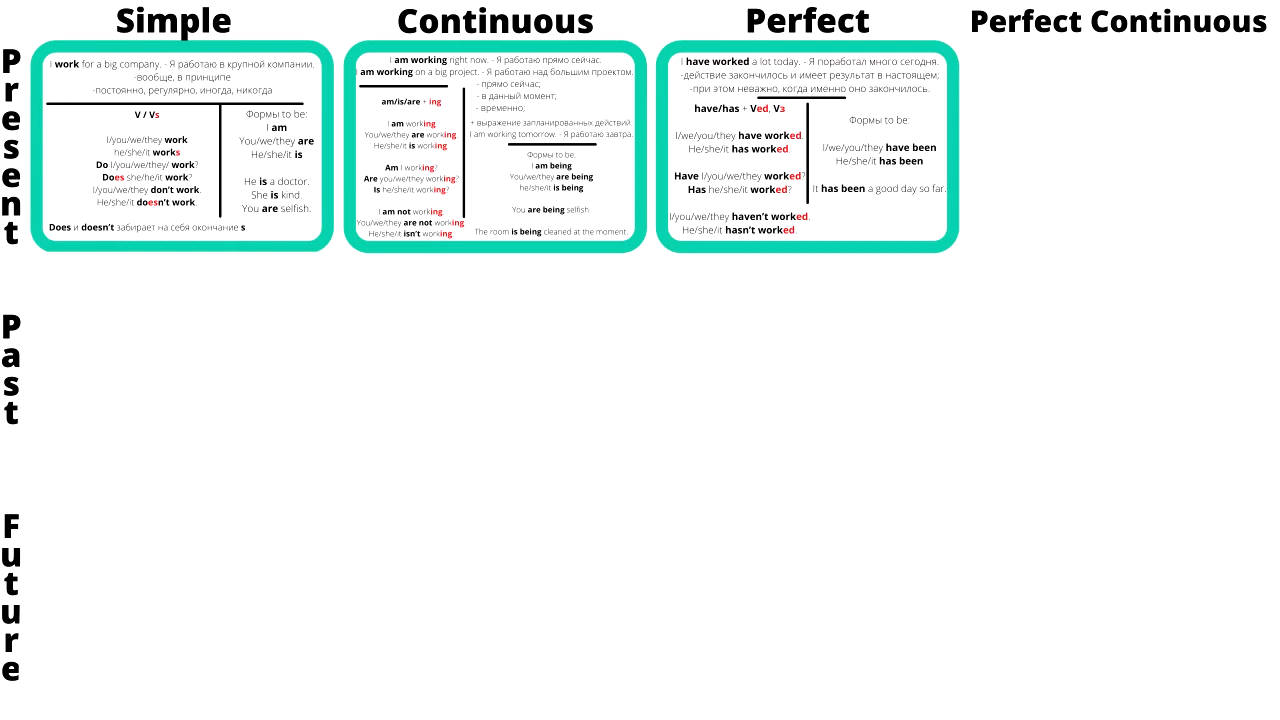 Simple
Continuous
Perfect
Perfect Continuous
Present
I work for a big company. - Я работаю в крупной компании.
-вообще, в принципе
-постоянно, регулярно, иногда, никогда
V / Vs
I/you/we/they work
he/she/it works
Do I/you/we/they/ work?
Does she/he/it work?
I/you/we/they don't work.
He/she/it doesn't work.
Does и doesn't забирает на себя окончание s
Формы to be:
I am
You/we/they are
He/she/it is
He is a doctor.
She is kind.
You are selfish.
I am working right now. - Я работаю прямо сейчас.
I am working on a big project. - Я работаю над большим проектом.
- прямо сейчас;
- в данный момент;
- временно;
+ выражение запланированных действий.
I am working tomorrow. - Я работаю завтра.
am/is/are + ing
I am working
You/we/they are working
He/she/it is working
Am I working?
Are you/we/they working?
Is he/she/it working?
I am not working.
You/we/they are not working
He/she/it isn't working
Формы to be:
I am being
You/we/they are being
he/she/it is being
You are being selfish.
The room is being cleaned at the moment.
I have worked a lot today. - Я поработал много сегодня.
-действие закончилось и имеет результат в настоящем;
-при этом неважно, когда именно оно закончилось.
have/has + Ved, V3
I/we/you/they have worked.
He/she/it has worked.
Have I/you/we/they worked?
Has he/she/it worked?
I/you/we/they haven't worked.
He/she/it hasn't worked.
Формы to be:
I/we/you/they have been
He/she/it has been
It has been a good day so far.
Past
Future